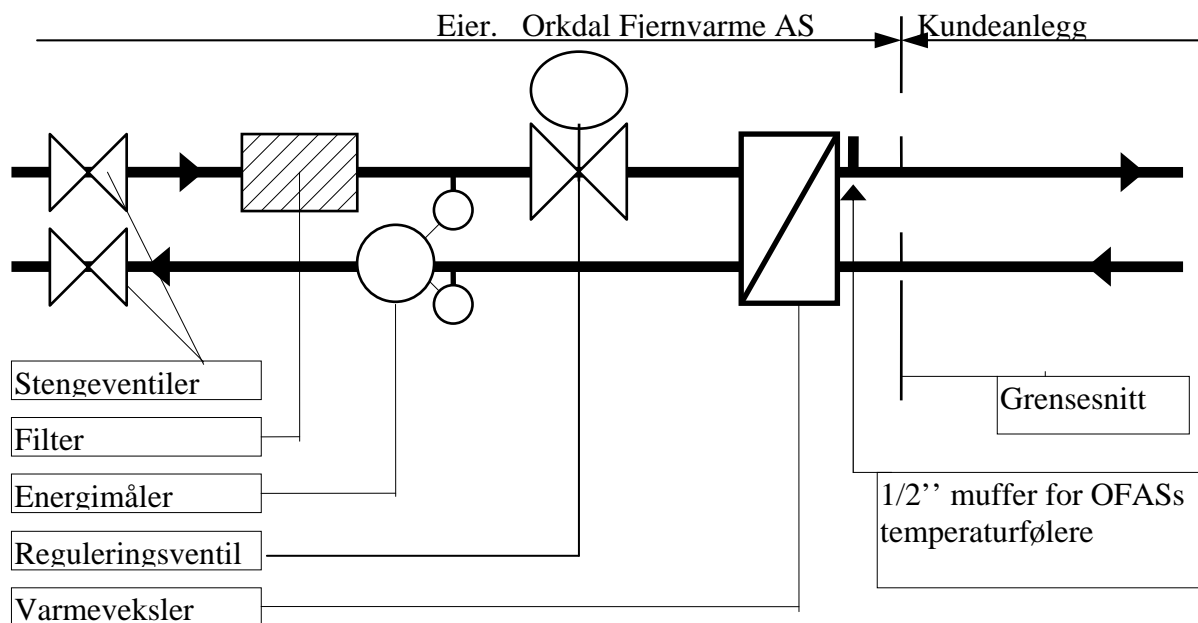 Eier.   Orkdal Fjernvarme AS
Kundeanlegg
Stengeventiler
Filter
Energimåler
Reguleringsventil
Varmeveksler
Grensesnitt
1/2’’ muffer for OFASs
temperaturfølere